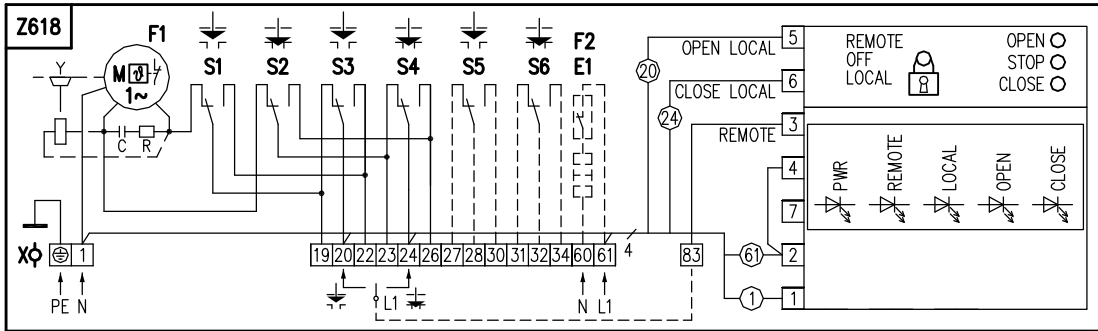 Z618
F1
Y
M ϑ
1~
C R
S1 S2 S3 S4 S5 S6
F2
E1
X
1
PE N
19 20 22 23 24 26 27 28 30 31 32 34 60 61
4
83
L1
N L1
20
24
61
1
OPEN LOCAL 5
CLOSE LOCAL 6
REMOTE 3
4
7
2
1
REMOTE
OFF
LOCAL
OPEN
STOP
CLOSE
PWR
REMOTE
LOCAL
OPEN
CLOSE